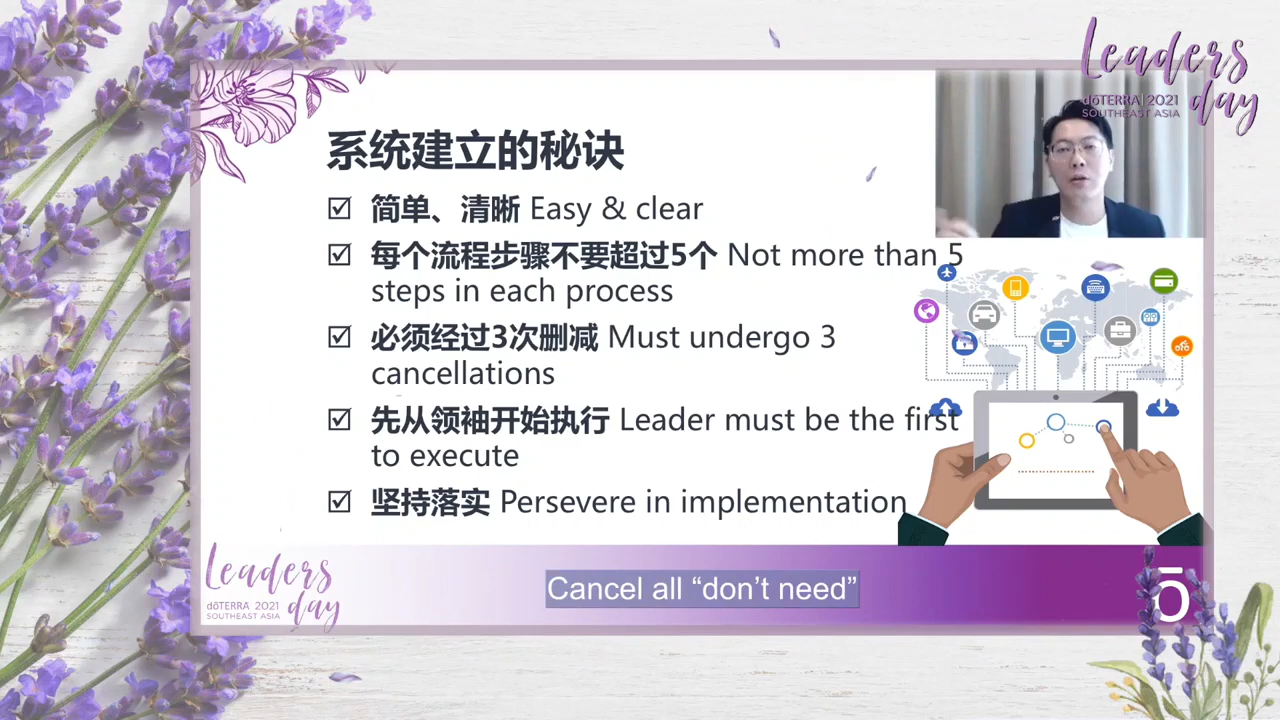 Leaders
day
dōTERRA | 2021
SOUTHEAST ASIA
系统建立的秘诀
简单、清晰 Easy & clear
每个流程步骤不要超过5个 Not more than 5
steps in each process
必须经过3次删减 Must undergo 3
cancellations
先从领袖开始执行 Leader must be the first
to execute
坚持落实 Persevere in implementation
Leaders
day
dōTERRA 2021
SOUTHEAST ASIA
Cancel all “don’t need”
ō